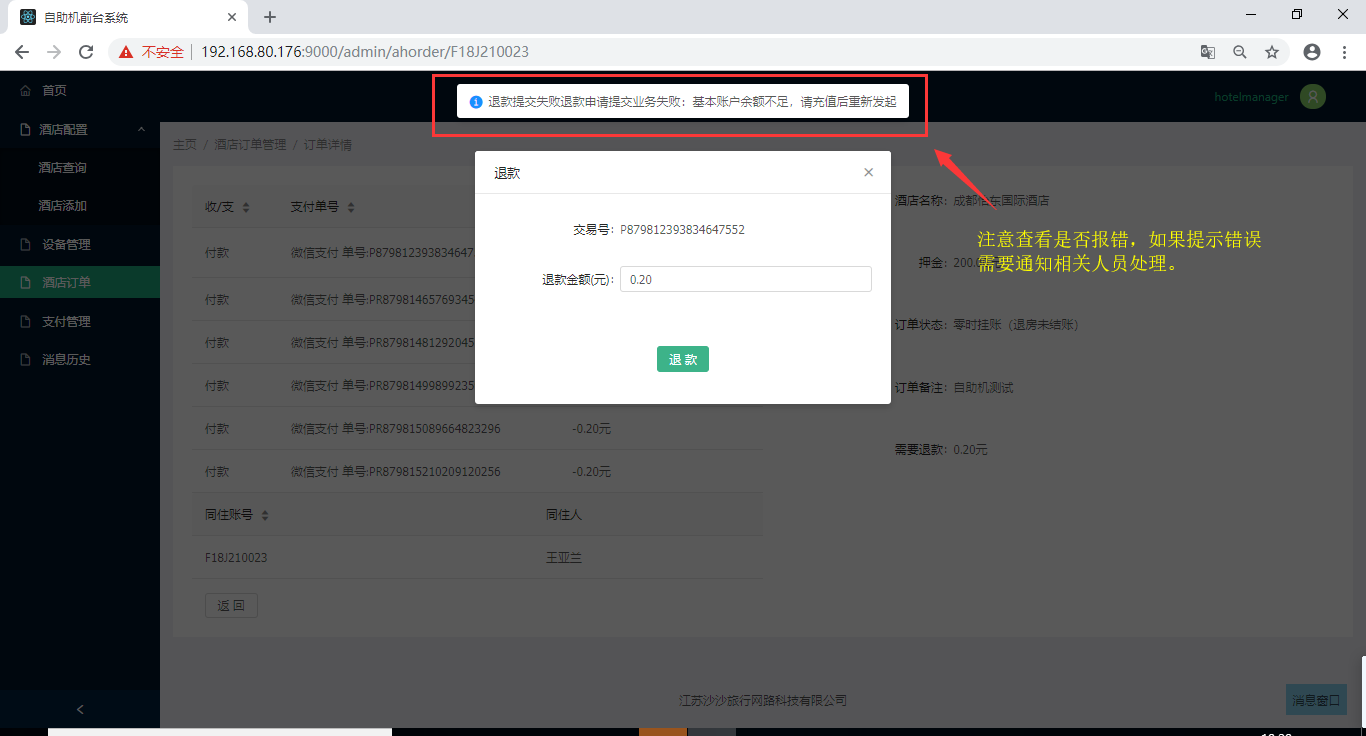 自助机前台系统
不安全 192.168.80.176:9000/admin/ahorder/F18J210023
首页
退款提交失败退款申请提交业务失败：基本账户余额不足，请充值后重新发起
hotelmanager
酒店配置
酒店查询
酒店添加
设备管理
酒店订单
支付管理
消息历史
主页 / 酒店订单管理 / 订单详情
退款
交易号：P879812393834647552
退款金额(元)： 0.20
退 款
收/支 支付单号
付款 微信支付 单号:P879812393834647
付款 微信支付 单号:PR87981465769345
付款 微信支付 单号:PR87981481292045
付款 微信支付 单号:PR87981499899235
付款 微信支付 单号:PR879815089664823296 -0.20元
付款 微信支付 单号:PR879815210209120256 -0.20元
同住账号 同住人
F18J210023 王亚兰
返 回
酒店名称：成都 东国际酒店
注意查看是否报错，如果提示错误
需要通知相关人员处理。
押金：200.0
订单状态：零时挂账（退房未结账）
订单备注：自助机测试
需要退款：0.20元
江苏沙沙旅行网路科技有限公司
消息窗口